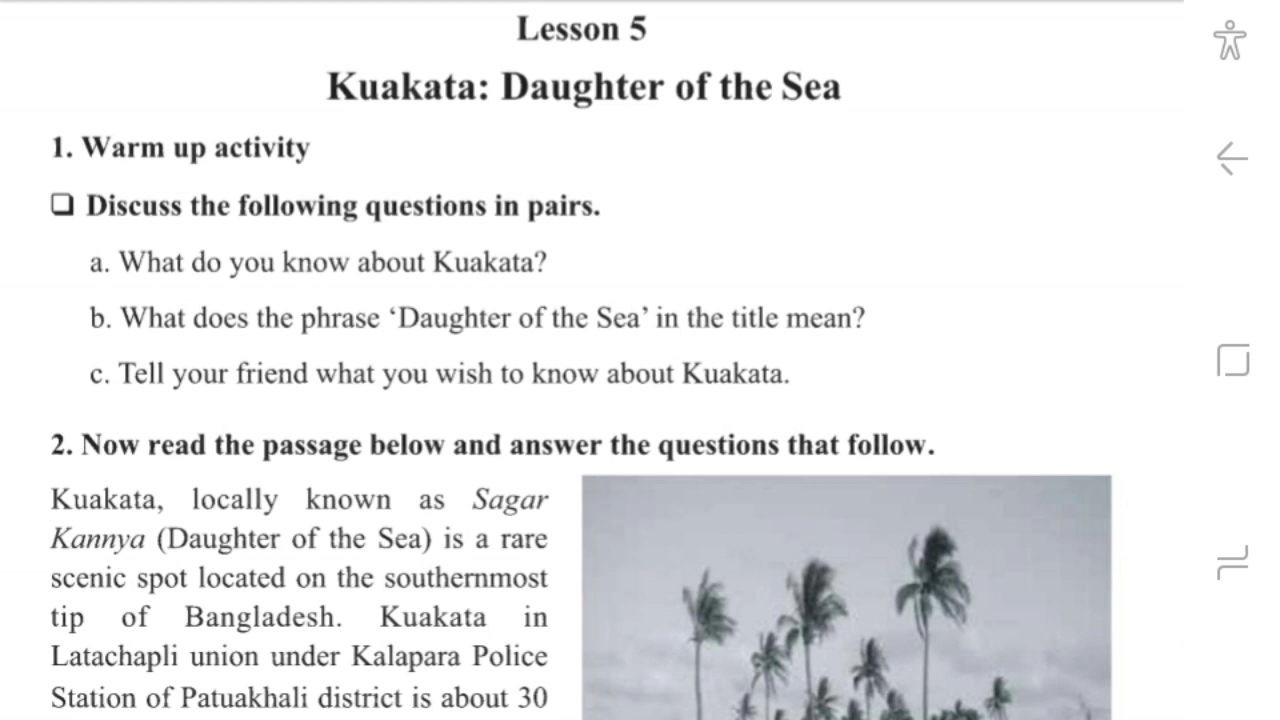 Lesson 5
Kuakata: Daughter of the Sea
1. Warm up activity
❏ Discuss the following questions in pairs.
a. What do you know about Kuakata?
b. What does the phrase ‘Daughter of the Sea’ in the title mean?
c. Tell your friend what you wish to know about Kuakata.
2. Now read the passage below and answer the questions that follow.
Kuakata, locally known as Sagar
Kannya (Daughter of the Sea) is a rare
scenic spot located on the southernmost
tip of Bangladesh. Kuakata in
Latachapli union under Kalapara Police
Station of Patuakhali district is about 30